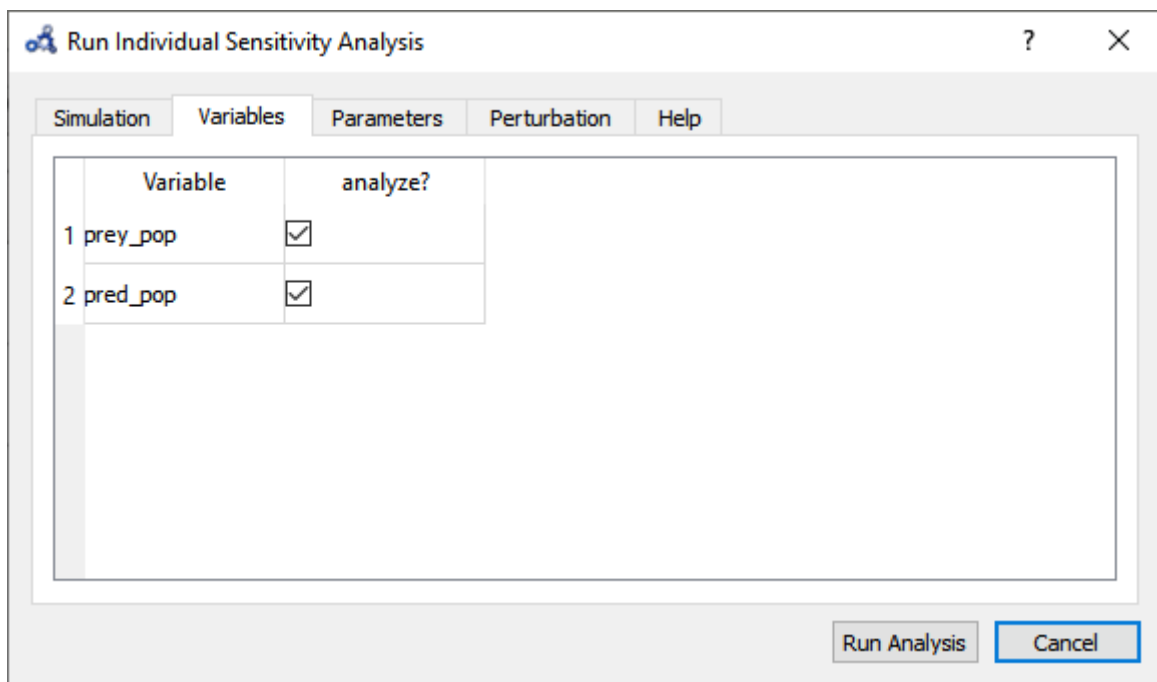 Run Individual Sensitivity Analysis ?
Simulation Variables Parameters Perturbation Help
Variable analyze?
1 prey_pop
2 pred_pop
Run Analysis Cancel